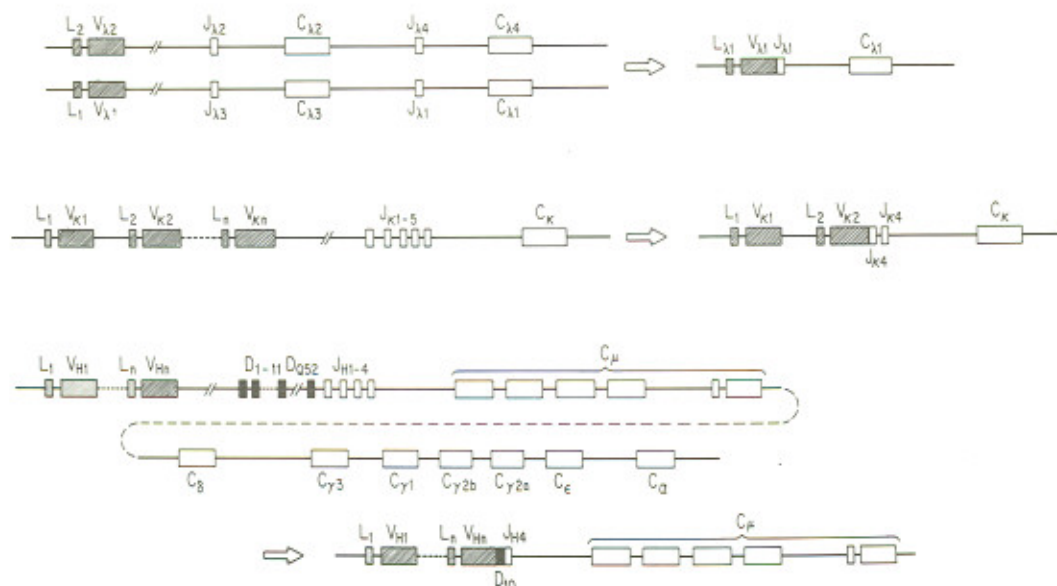 L2 Vλ2 Jλ2 Cλ2 Jλ4 Cλ4
L1 Vλ1 Jλ3 Cλ3 Jλ1 Cλ1
Lλ1 Vλ1 Jλ1 Cλ1
L1 Vκ1 L2 Vκ2 Ln Vκn Jκ1-5 Cκ
L1 Vκ1 L2 Vκ2 Jκ4 Cκ
Jκ4
L1 VH1 Ln VHn D1-11 DQ52 JH1-4 Cμ
Cδ Cγ3 Cγ1 Cγ2b Cγ2a Cε Cα
L1 VH1 Ln VHn JH4 Cμ
D10